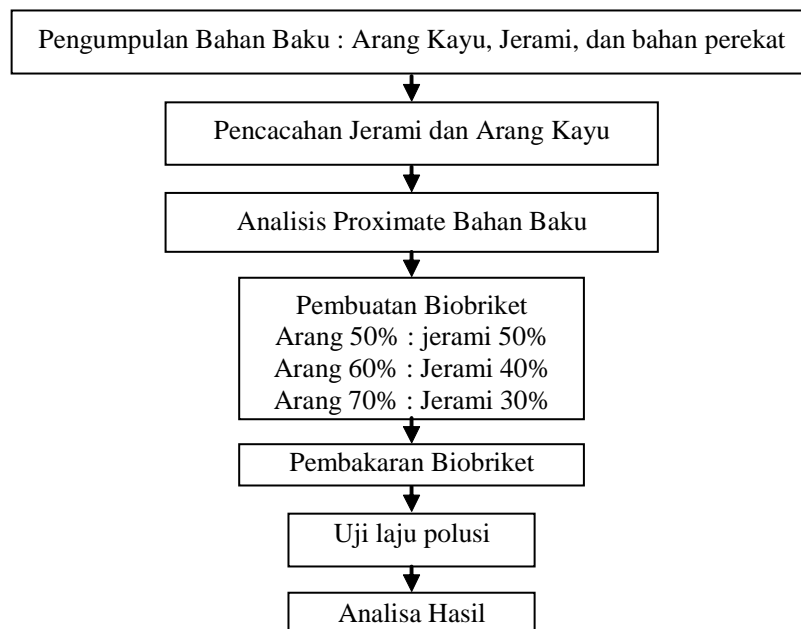 Pengumpulan Bahan Baku : Arang Kayu, Jerami, dan bahan perekat
Pencacahan Jerami dan Arang Kayu
Analisis Proximate Bahan Baku
Pembuatan Biobriket
Arang 50% : jerami 50%
Arang 60% : Jerami 40%
Arang 70% : Jerami 30%
Pembakaran Biobriket
Uji laju polusi
Analisa Hasil